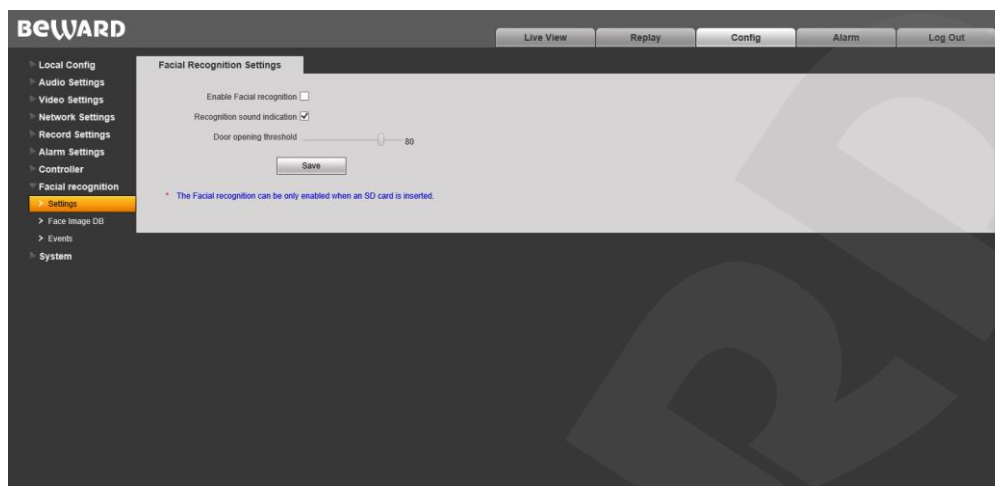 BEWARD
Live View Replay Config Alarm Log Out
Local Config
Audio Settings
Video Settings
Network Settings
Record Settings
Alarm Settings
Controller
Facial recognition
> Settings
> Face Image DB
> Events
System
Facial Recognition Settings
Enable Facial recognition
Recognition sound indication
Door opening threshold 80
Save
* The Facial recognition can be only enabled when an SD card is inserted.